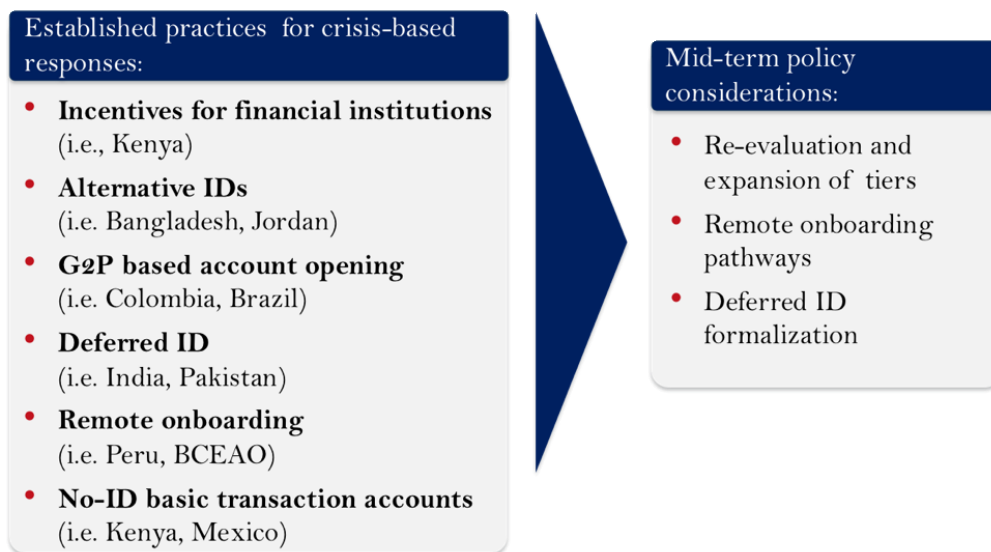 Established practices for crisis-based
responses:
• Incentives for financial institutions
(i.e., Kenya)
• Alternative IDs
(i.e. Bangladesh, Jordan)
• G2P based account opening
(i.e. Colombia, Brazil)
• Deferred ID
(i.e. India, Pakistan)
• Remote onboarding
(i.e. Peru, BCEAO)
• No-ID basic transaction accounts
(i.e. Kenya, Mexico)
Mid-term policy
considerations:
• Re-evaluation and
expansion of tiers
• Remote onboarding
pathways
• Deferred ID
formalization